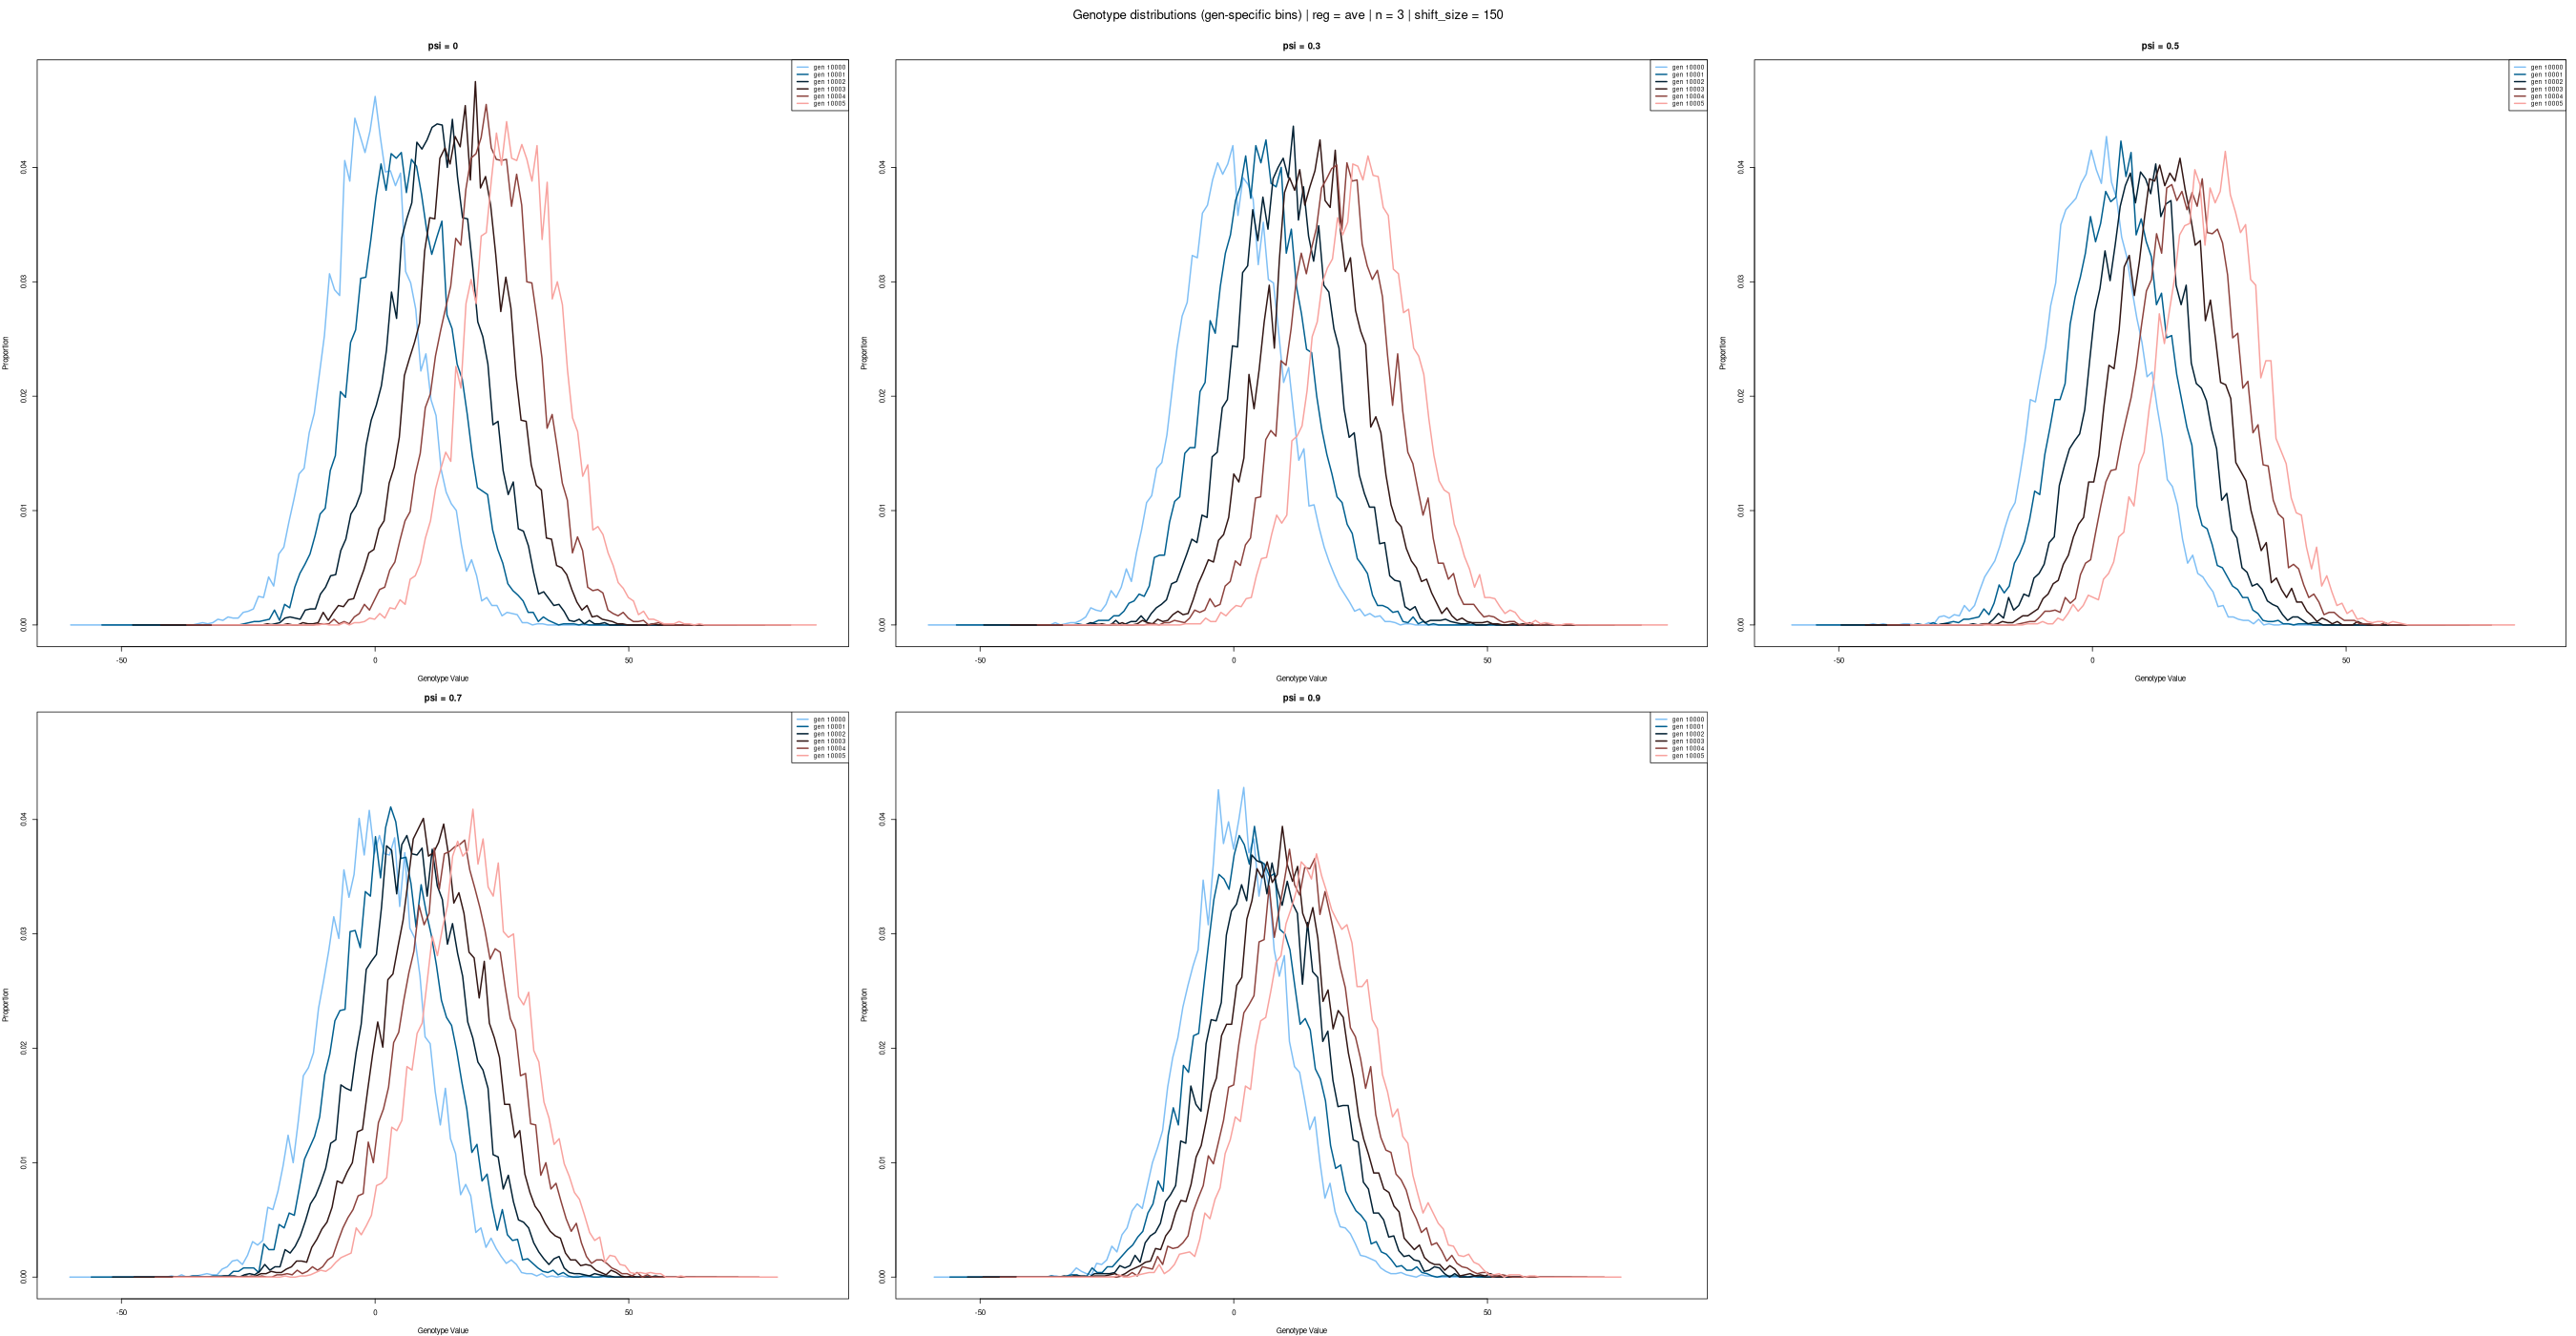 Genotype distributions (gen-specific bins) | reg = ave | n = 3 | shift_size = 150
psi = 0
gen 10000
gen 10001
gen 10002
gen 10003
gen 10004
gen 10005
Proportion
0.00
0.01
0.02
0.03
0.04
-50
0
50
Genotype Value
psi = 0.3
gen 10000
gen 10001
gen 10002
gen 10003
gen 10004
gen 10005
Proportion
0.00
0.01
0.02
0.03
0.04
-50
0
50
Genotype Value
psi = 0.5
gen 10000
gen 10001
gen 10002
gen 10003
gen 10004
gen 10005
Proportion
0.00
0.01
0.02
0.03
0.04
-50
0
50
Genotype Value
psi = 0.7
gen 10000
gen 10001
gen 10002
gen 10003
gen 10004
gen 10005
Proportion
0.00
0.01
0.02
0.03
0.04
-50
0
50
Genotype Value
psi = 0.9
gen 10000
gen 10001
gen 10002
gen 10003
gen 10004
gen 10005
Proportion
0.00
0.01
0.02
0.03
0.04
-50
0
50
Genotype Value